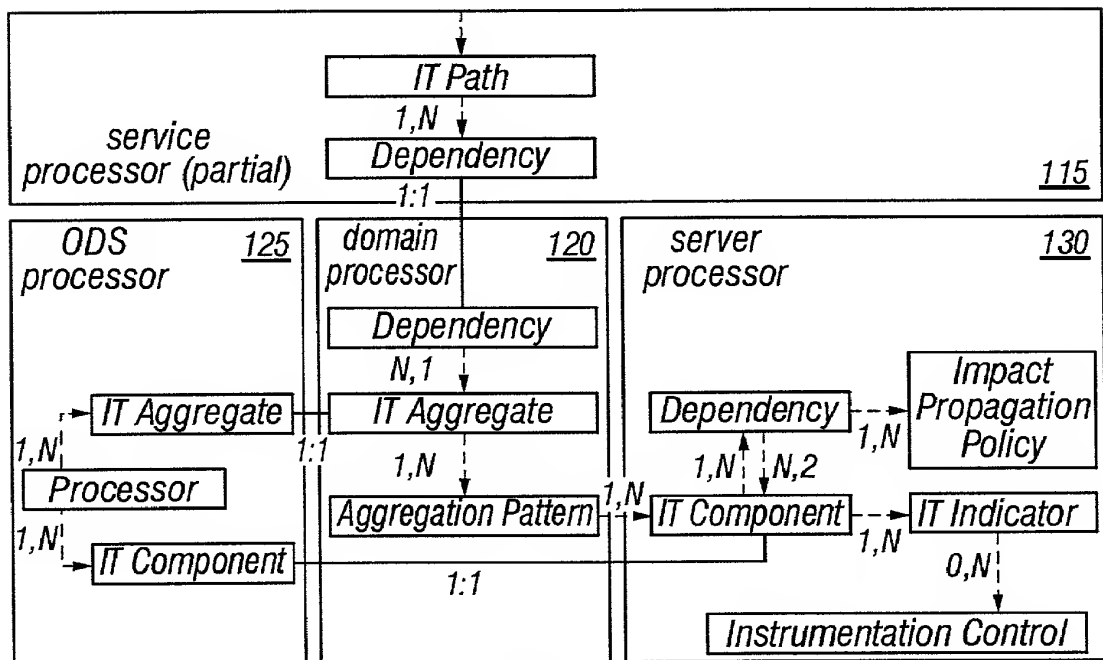 IT Path
1,N
service
processor (partial)
Dependency
115
1:1
ODS
processor
125
domain
processor
120
server
processor
130
Dependency
N,1
IT Aggregate
1:1
IT Aggregate
Dependency
1,N
Impact
Propagation
Policy
1,N
Processor
1,N
1,N
N,2
Aggregation Pattern
1,N
IT Component
1,N
IT Indicator
1,N
IT Component
1:1
0,N
Instrumentation Control